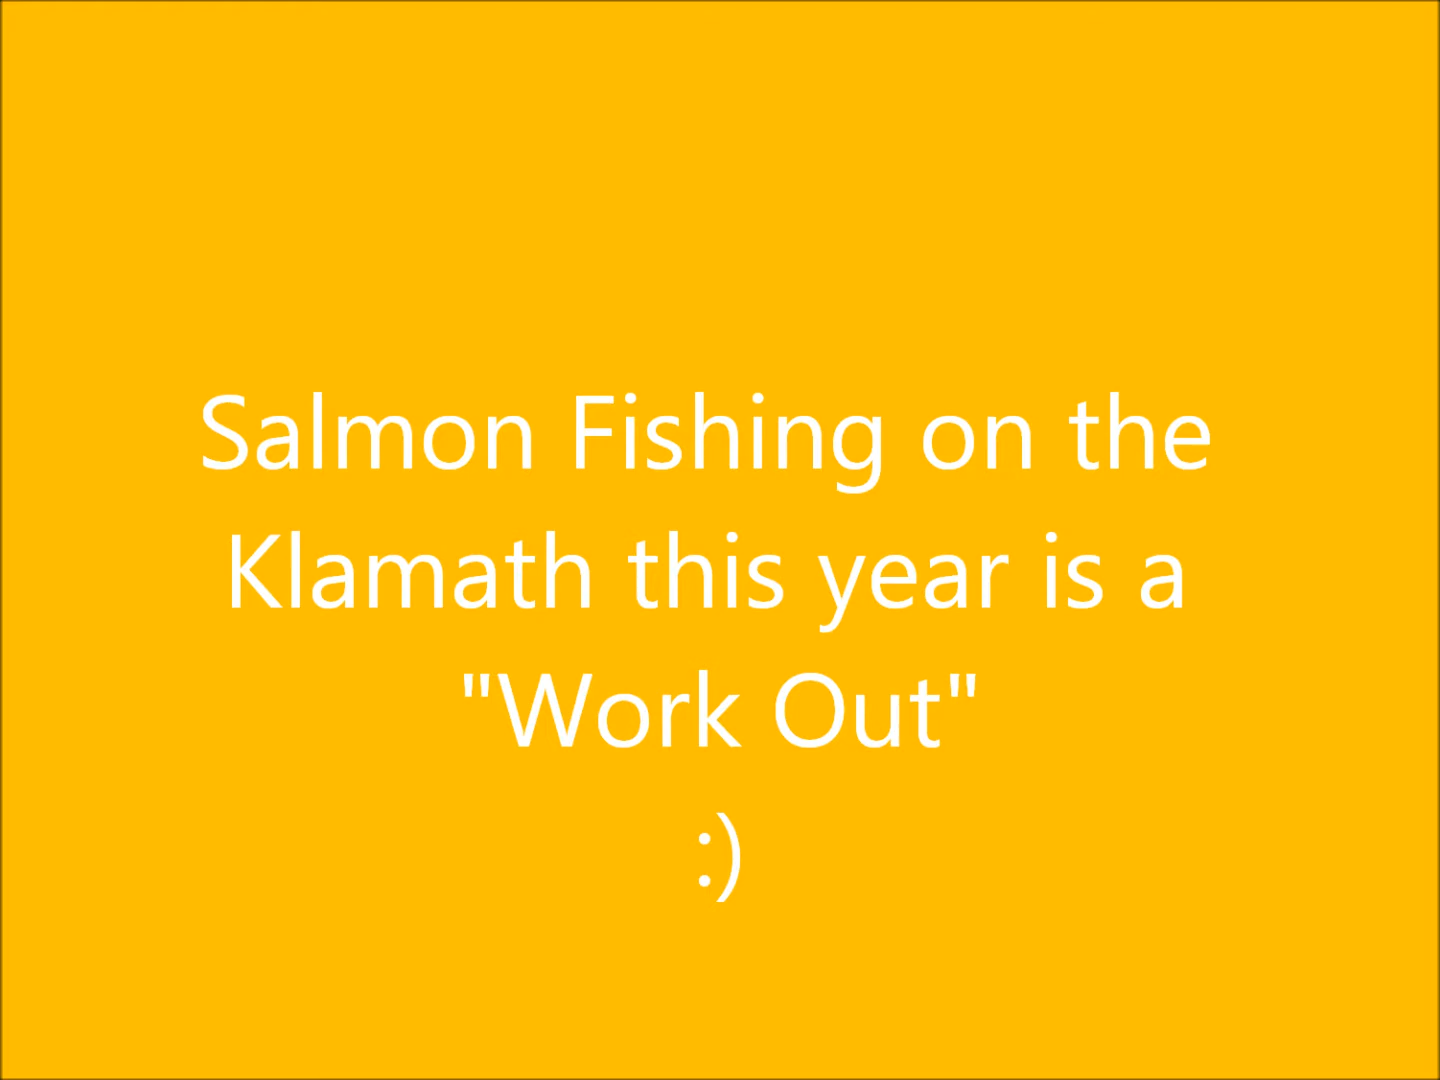 Salmon Fishing on the
Klamath this year is a
"Work Out"
:)